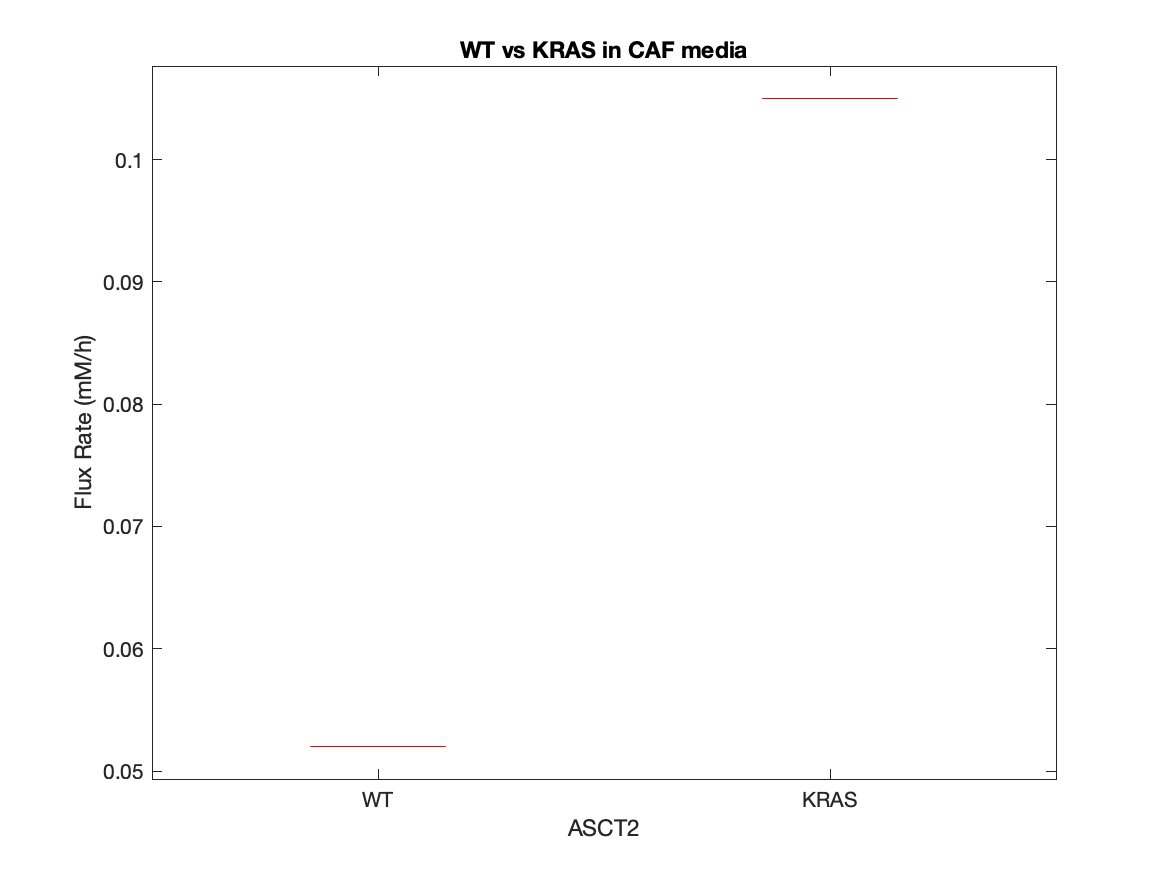 WT vs KRAS in CAF media
0.1
0.09
0.08
0.07
0.06
0.05
Flux Rate (mM/h)
WT KRAS
ASCT2